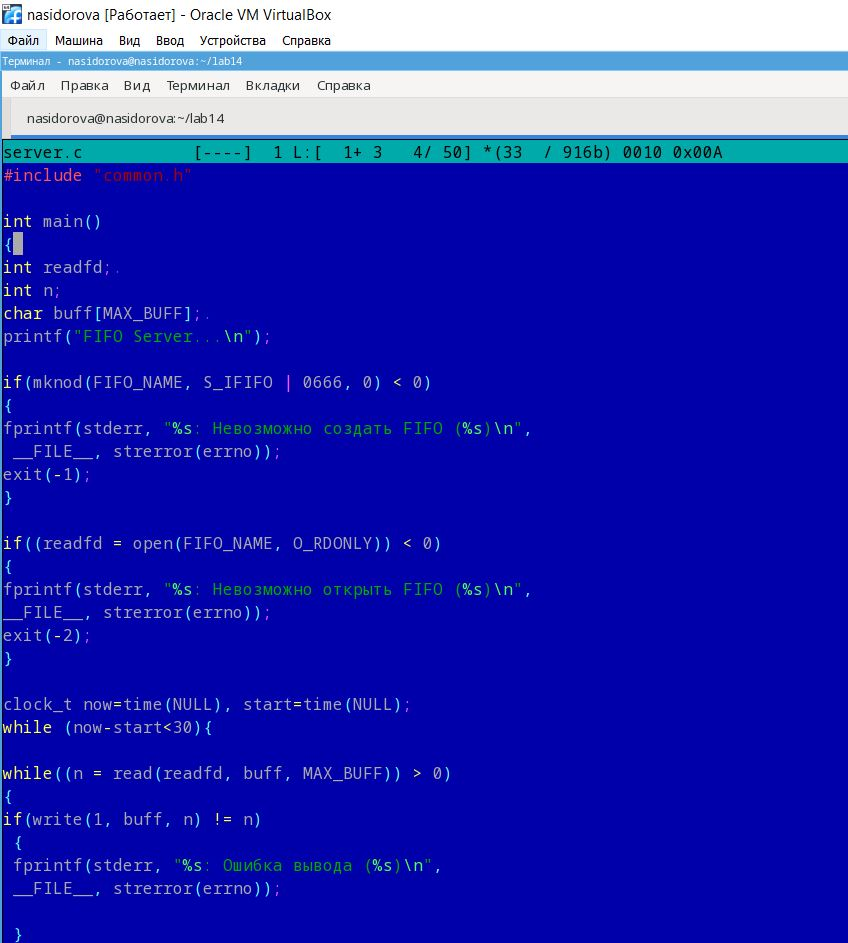 nasidorova [Работает] - Oracle VM VirtualBox
Файл Машина Вид Ввод Устройства Справка
Терминал - nasidorova@nasidorova:~/lab14
Файл Правка Вид Терминал Вкладки Справка
nasidorova@nasidorova:~/lab14
server.c [----] 1 L:[ 1+ 3 4/ 50] *(33 / 916b) 0010 0x00A
#include "common.h"
int main()
{
int readfd;.
int n;
char buff[MAX_BUFF];.
printf("FIFO Server...\n");
if(mknod(FIFO_NAME, S_IFIFO | 0666, 0) < 0)
{
fprintf(stderr, "%s: Невозможно создать FIFO (%s)\n",
__FILE__, strerror(errno));
exit(-1);
}
if((readfd = open(FIFO_NAME, O_RDONLY)) < 0)
{
fprintf(stderr, "%s: Невозможно открыть FIFO (%s)\n",
__FILE__, strerror(errno));
exit(-2);
}
clock_t now=time(NULL), start=time(NULL);
while (now-start<30){
while((n = read(readfd, buff, MAX_BUFF)) > 0)
{
if(write(1, buff, n) != n)
{
fprintf(stderr, "%s: Ошибка вывода (%s)\n",
__FILE__, strerror(errno));
}